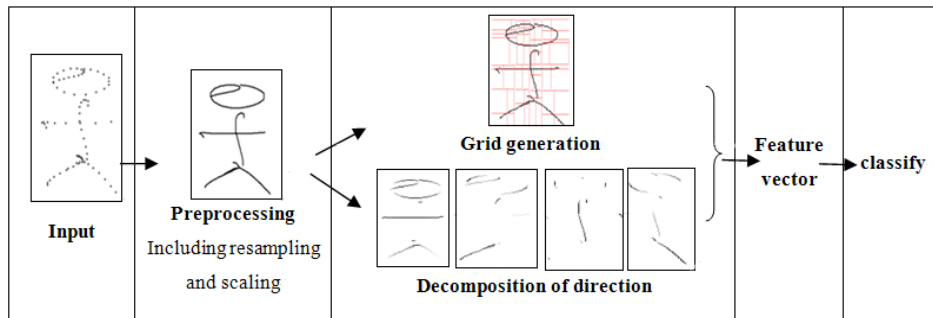 Input
Preprocessing
Including resampling
and scaling
Grid generation
Decomposition of direction
Feature
vector
classify